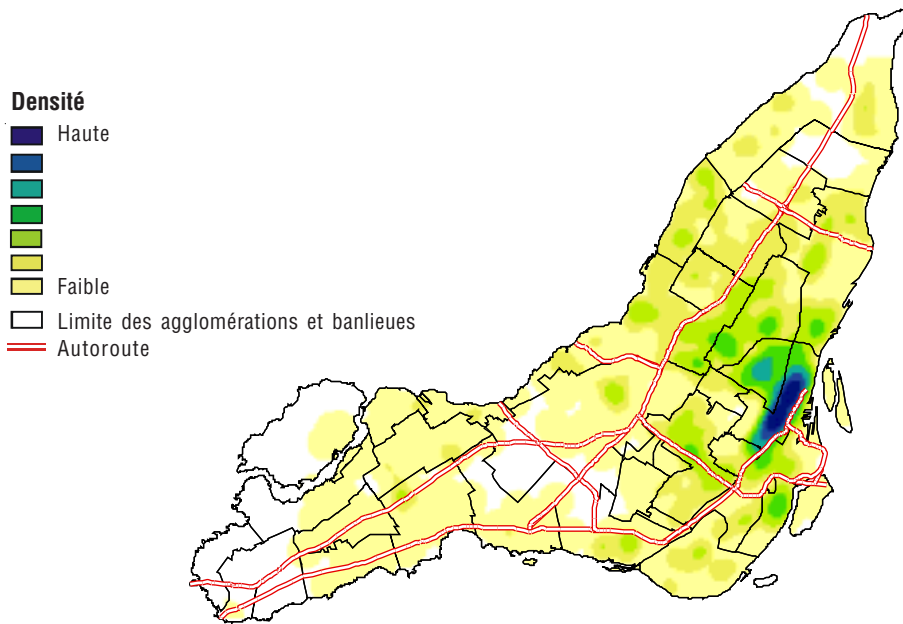 Densité
Haute
Faible
Limite des agglomérations et banlieues
Autoroute